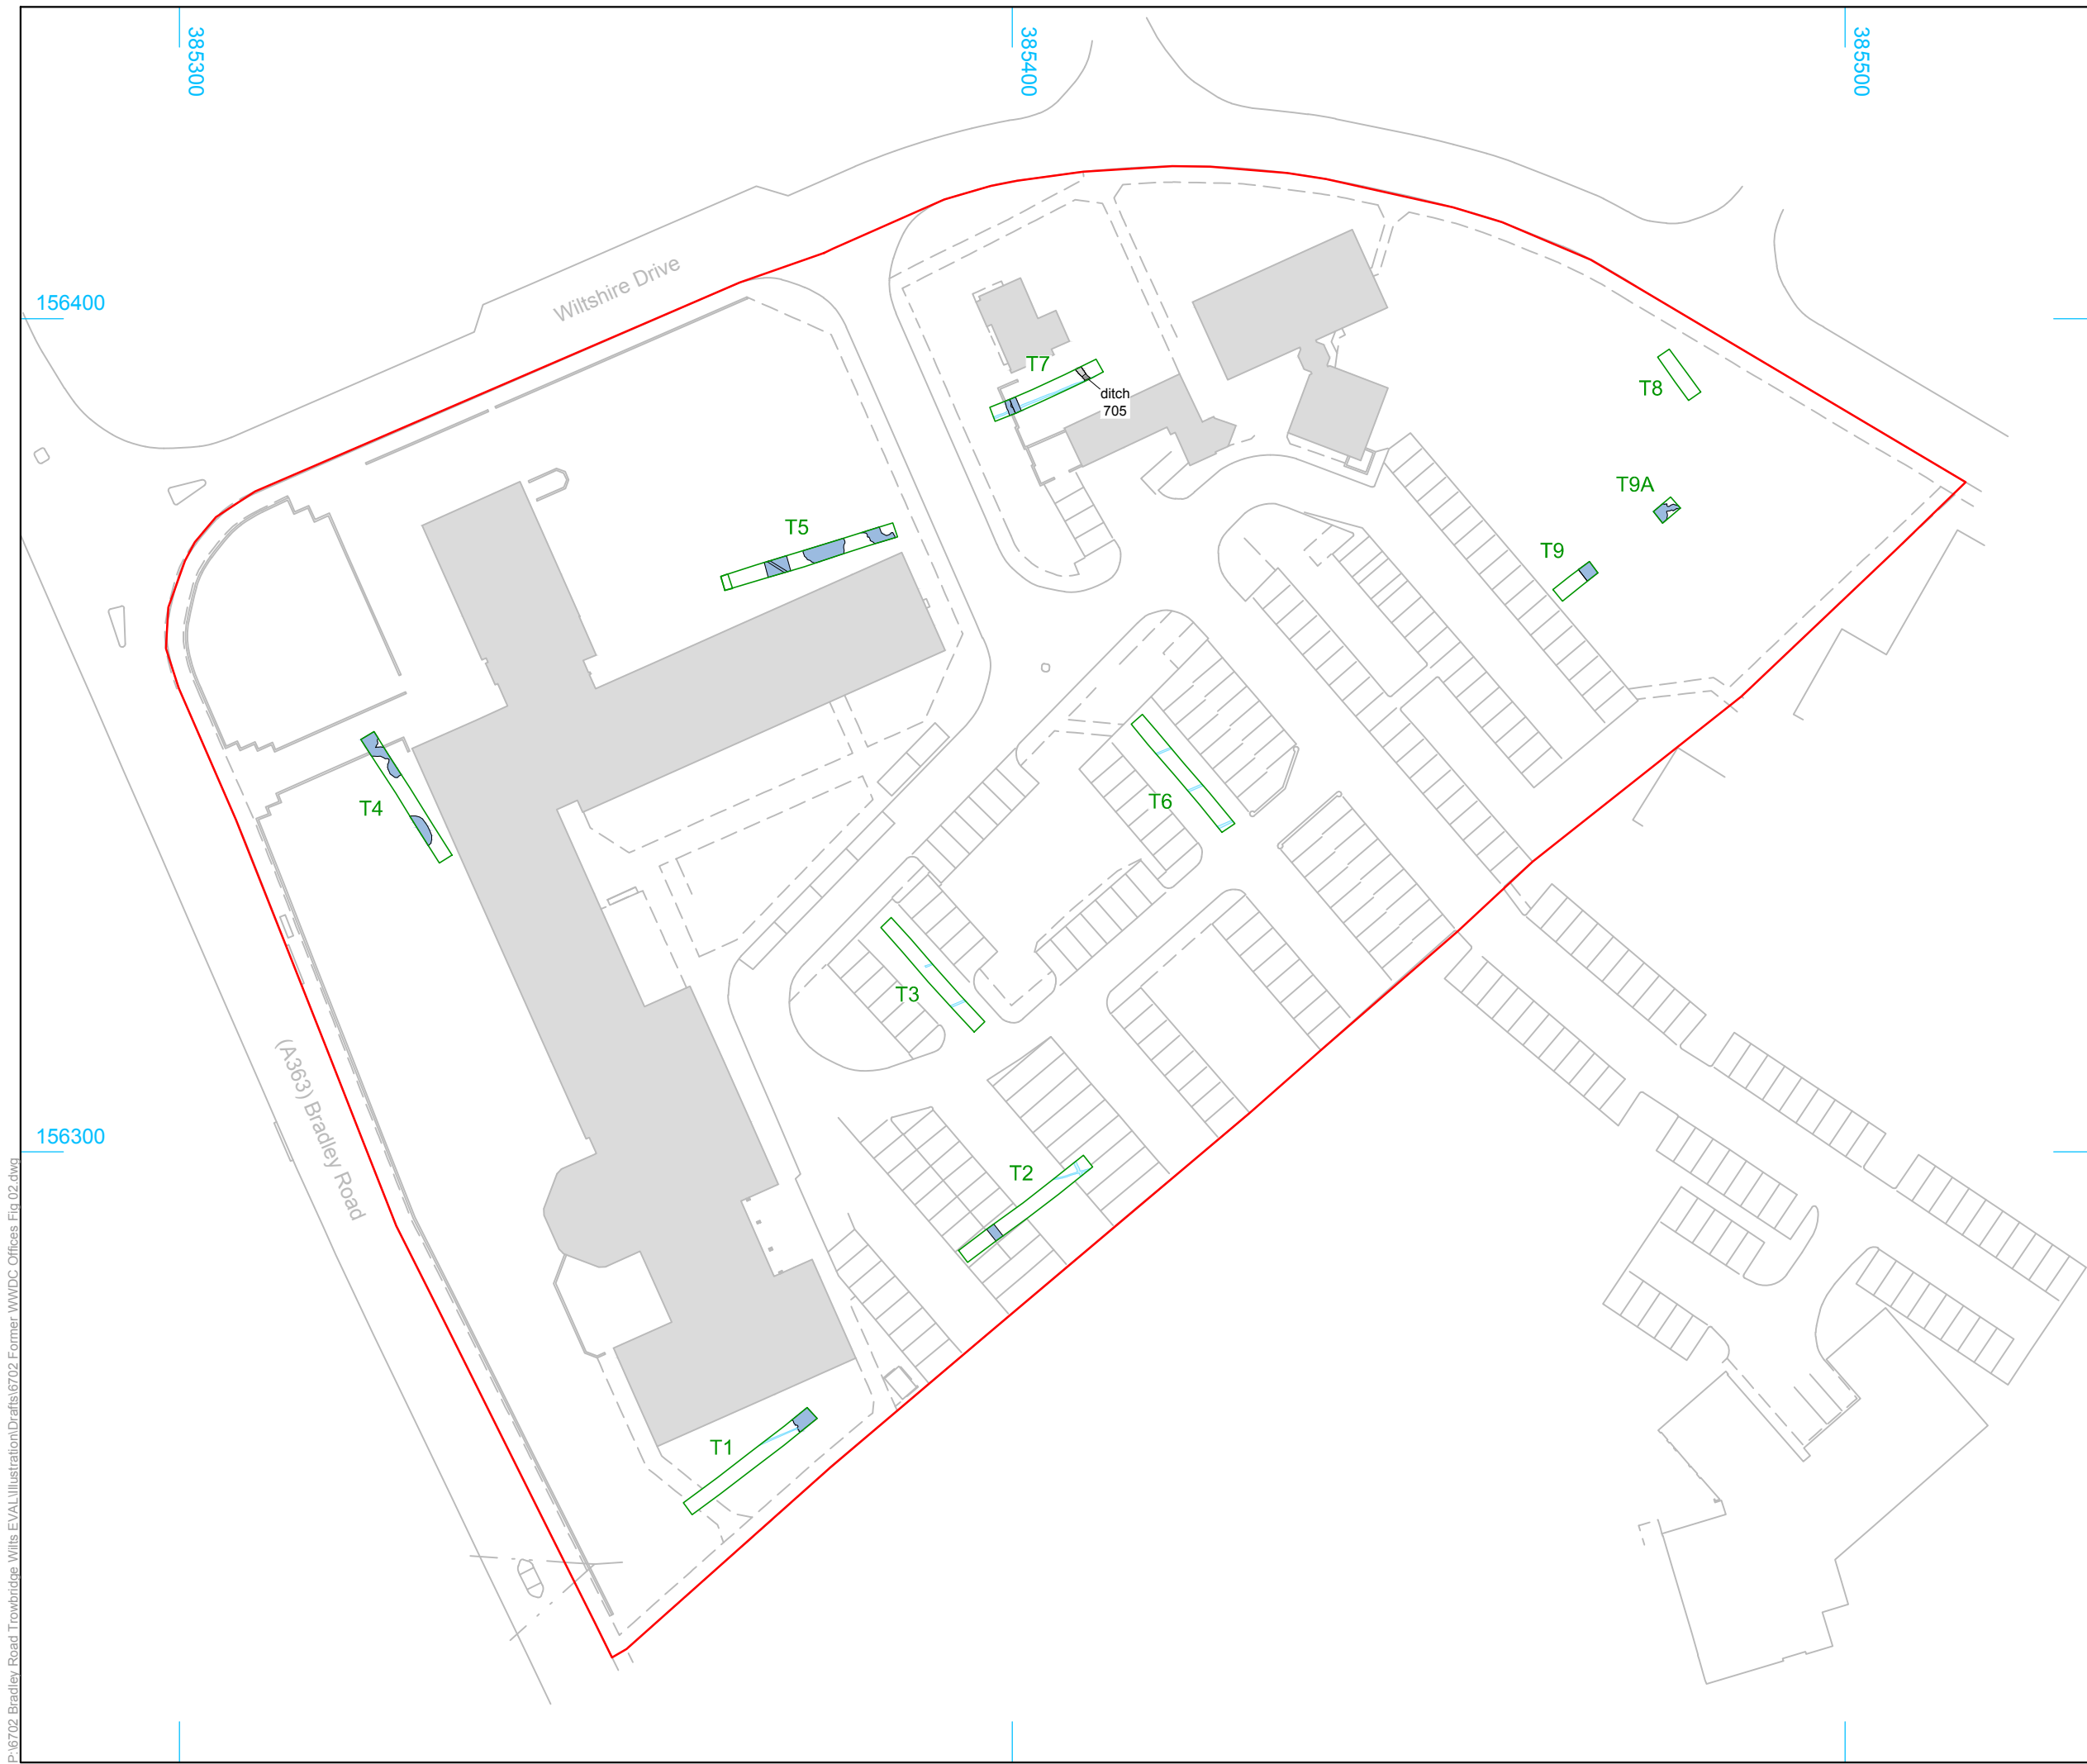 385300
385400
385500
156400
Wiltshire Drive
T7
ditch
705
T8
T9A
T5
T9
T4
T6
T3
156300
(A363) Bradley Road
T2
T1
P:\6702 Bradley Road Trowbridge Wilts EVAL\Illustration\Drafts\6702 Former WWDC Offices Fig 02.dwg